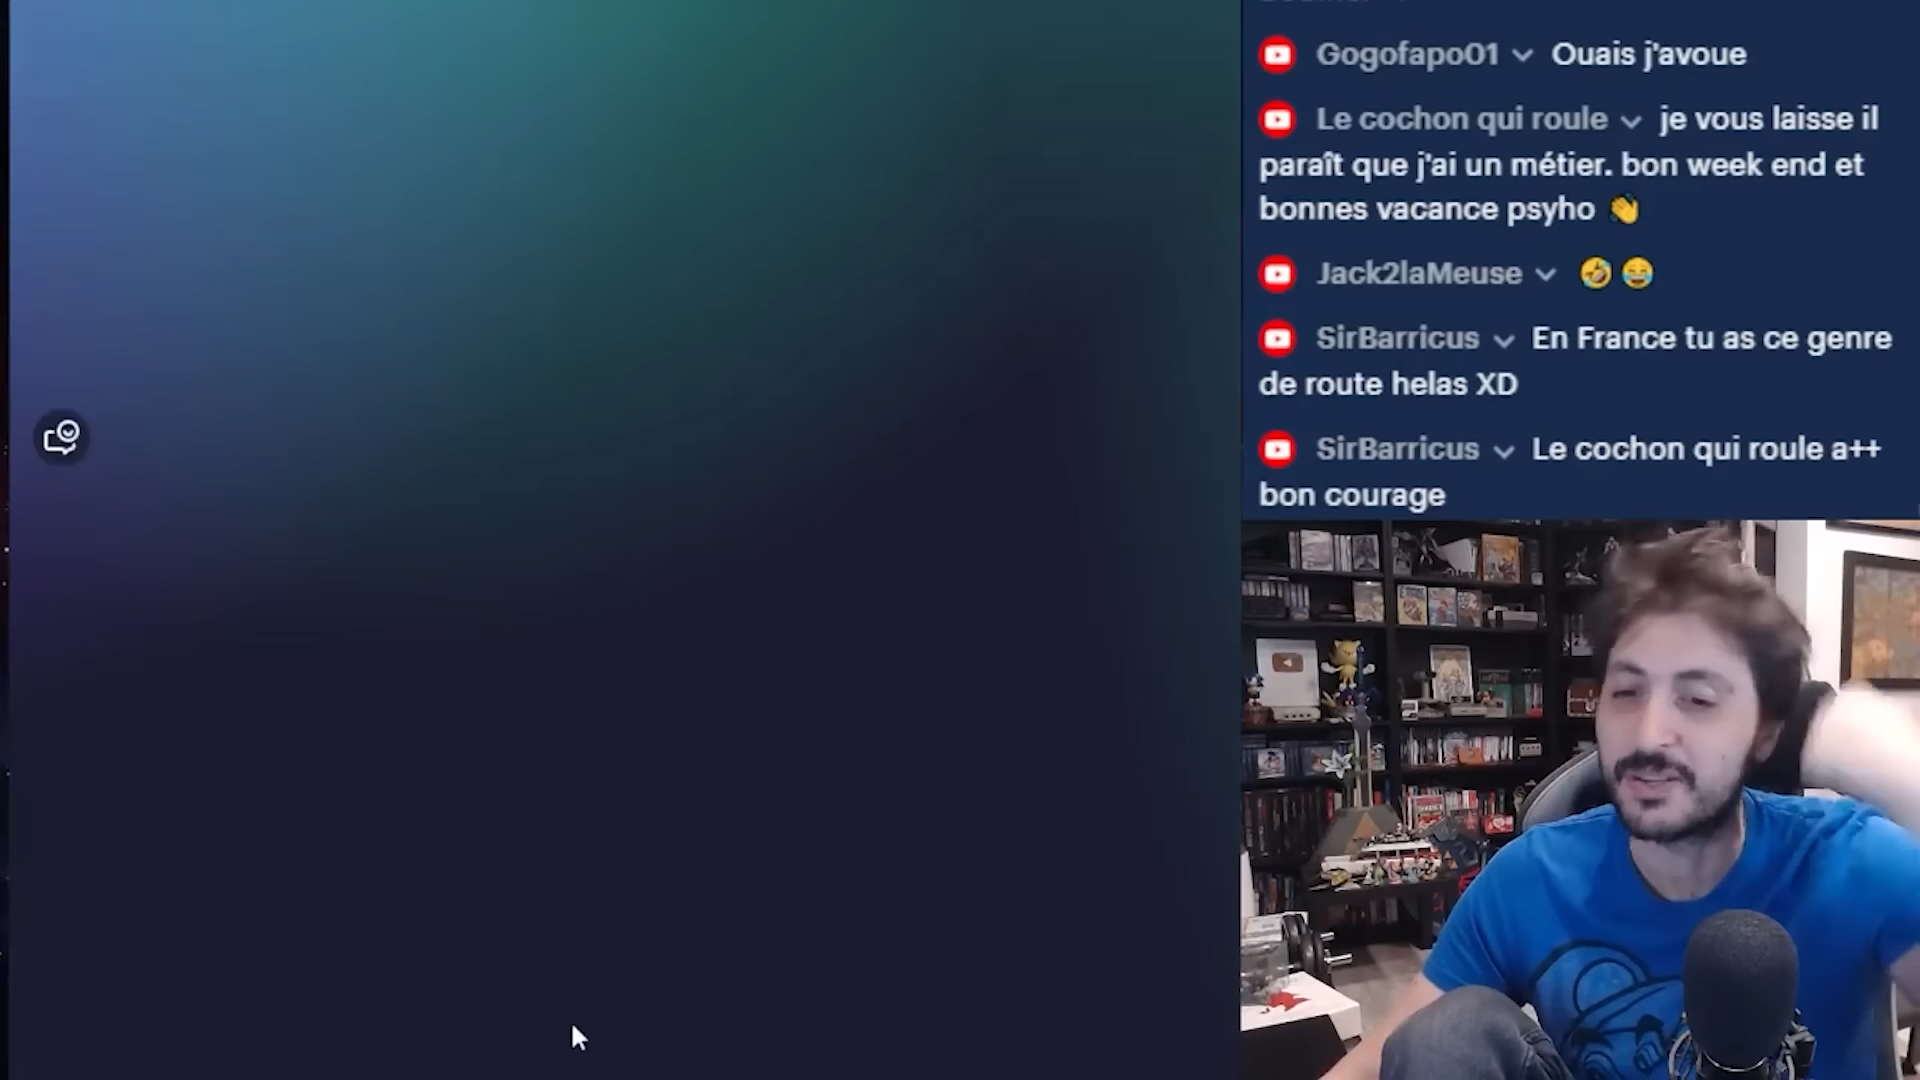 Gogofapo01 Ouais j'avoue
Le cochon qui roule je vous laisse il
paraît que j'ai un métier. bon week end et
bonnes vacance psyho 👋
Jack2laMeuse 🤣 😂
SirBarricus En France tu as ce genre
de route helas XD
SirBarricus Le cochon qui roule a++
bon courage